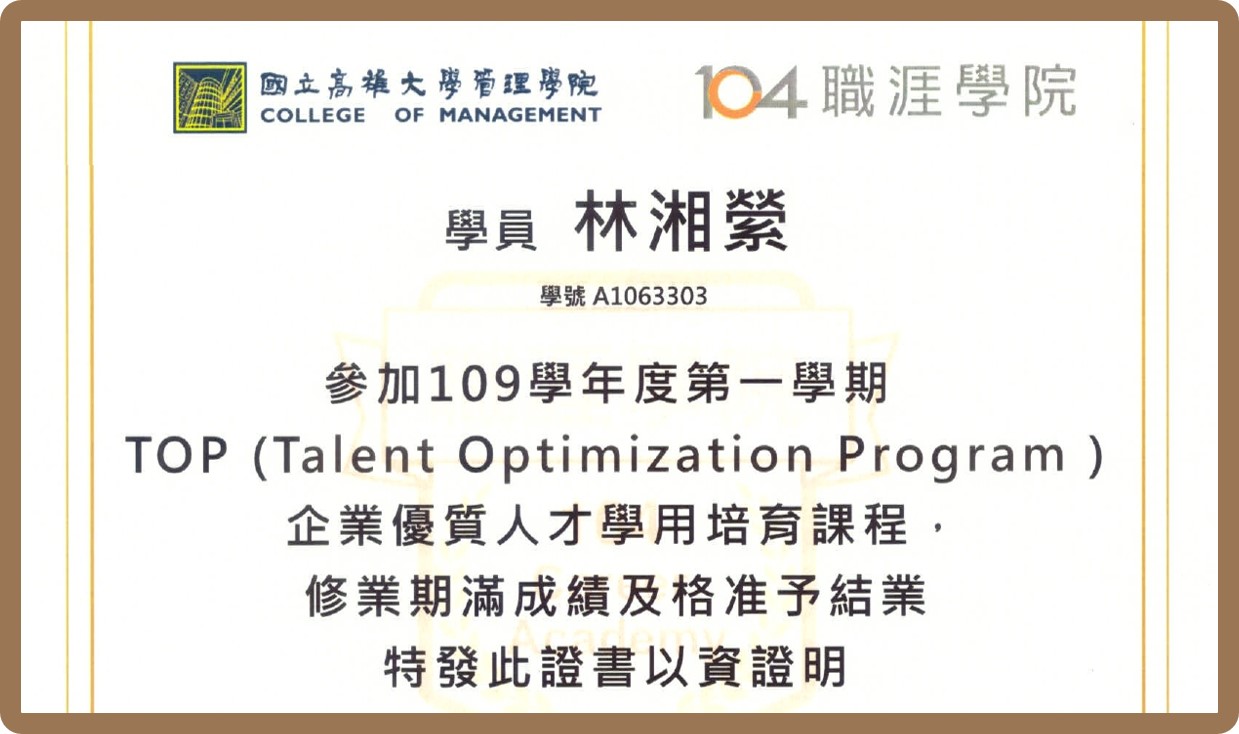 國立高雄大學管理學院
COLLEGE OF MANAGEMENT
104職涯學院
學員 林湘縈
學號 A1063303
參加109學年度第一學期
TOP (Talent Optimization Program )
企業優質人才學用培育課程，
修業期滿成績及格准予結業
特發此證書以資證明
Academy